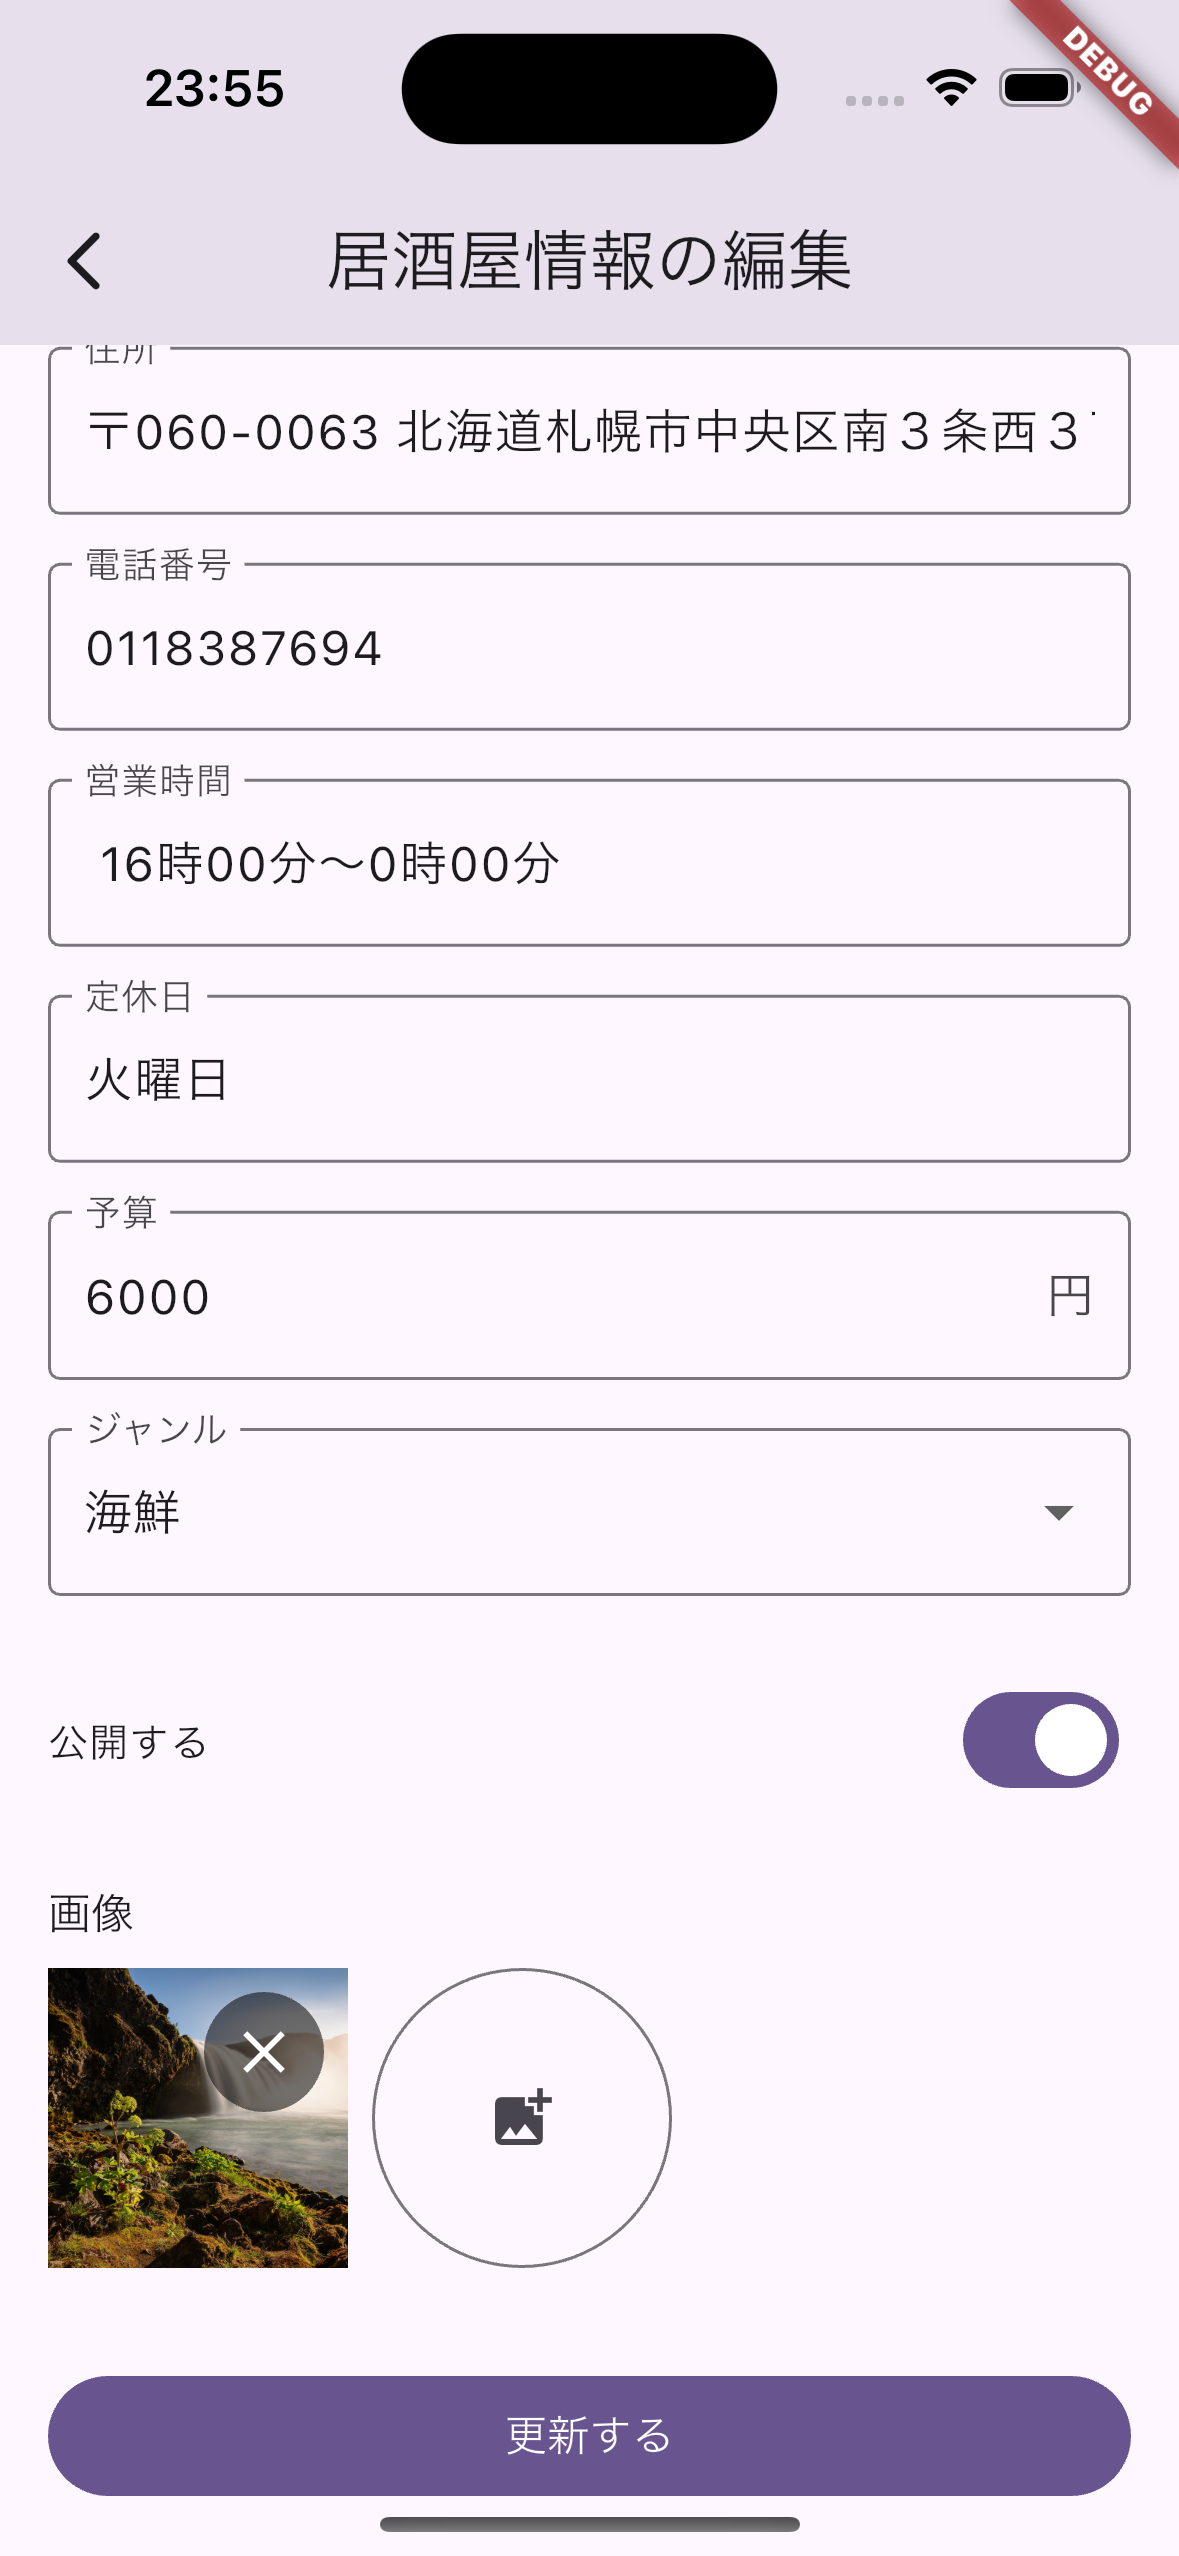 23:55
DEBUG
居酒屋情報の編集
住所
〒060-0063 北海道札幌市中央区南３条西３
電話番号
0118387694
営業時間
16時00分〜0時00分
定休日
火曜日
予算
6000 円
ジャンル
海鮮
公開する
画像
更新する